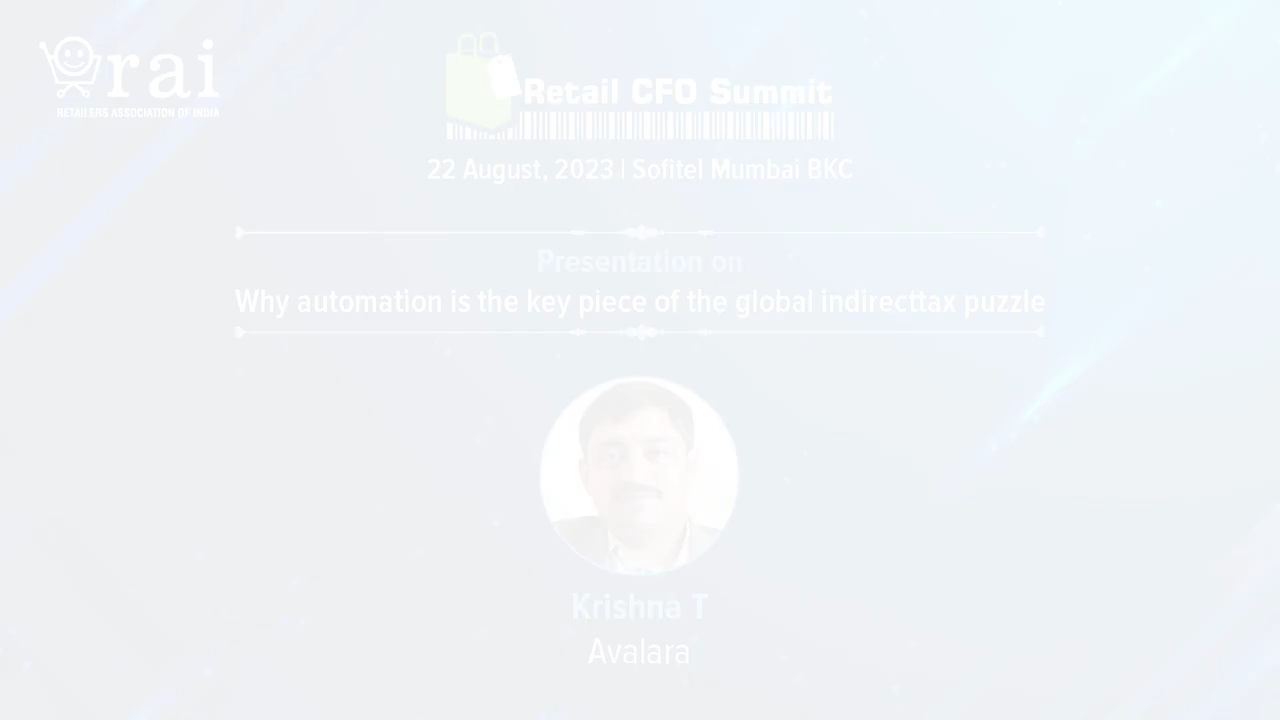 rai
RETAILERS ASSOCIATION OF INDIA
Retail CFO Summit
22 August, 2023 | Sofitel Mumbai BKC
Presentation on
Why automation is the key piece of the global indirecttax puzzle
Krishna T
Avalara